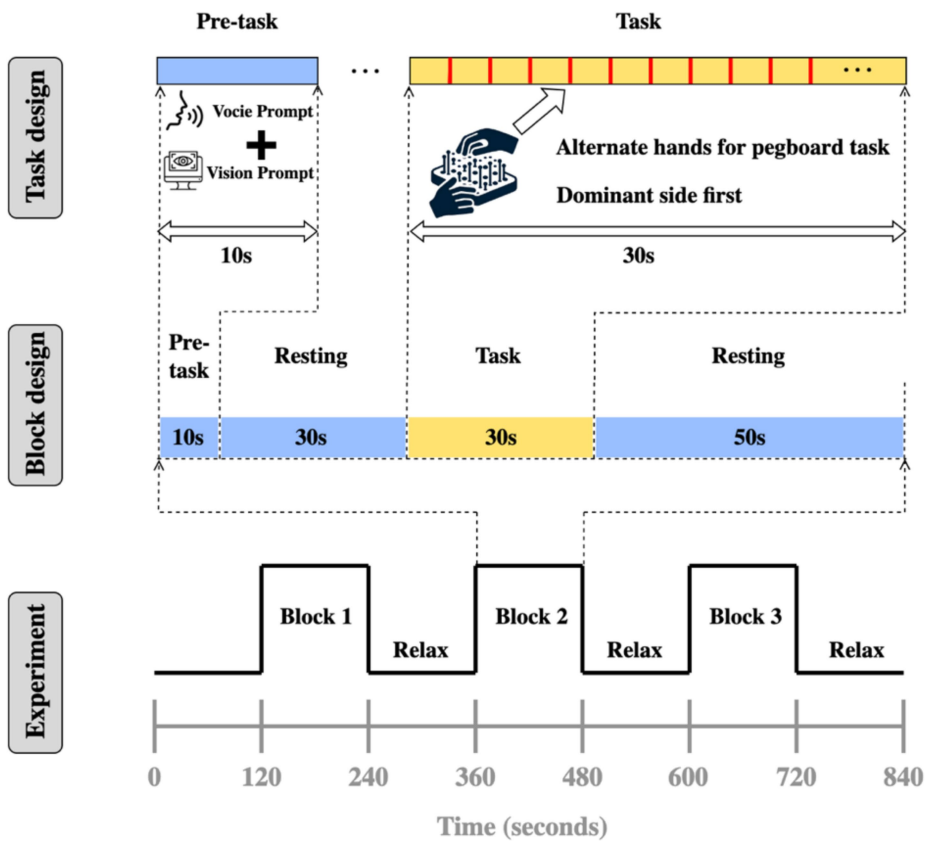 Pre-task
Task
Task design
...
...
Vocie Prompt
Vision Prompt
Alternate hands for pegboard task
Dominant side first
10s
30s
Block design
Pre-
task
Resting
Task
Resting
10s
30s
30s
50s
Experiment
Block 1
Block 2
Block 3
Relax
Relax
Relax
0
120
240
360
480
600
720
840
Time (seconds)